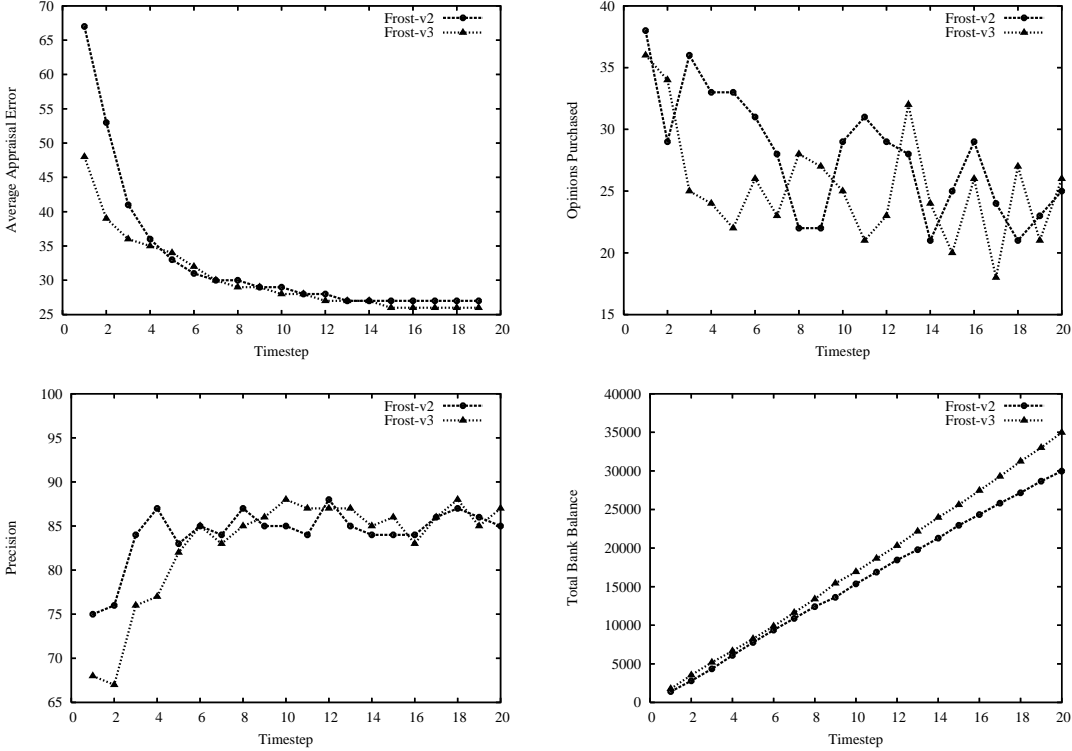 70
65
60
55
50
45
40
35
30
25
0 2 4 6 8 10 12 14 16 18 20
Average Appraisal Error
Timestep
Frost-v2
Frost-v3
40
35
30
25
20
15
0 2 4 6 8 10 12 14 16 18 20
Opinions Purchased
Timestep
Frost-v2
Frost-v3
100
95
90
85
80
75
70
65
0 2 4 6 8 10 12 14 16 18 20
Precision
Timestep
Frost-v2
Frost-v3
40000
35000
30000
25000
20000
15000
10000
5000
0
0 2 4 6 8 10 12 14 16 18 20
Total Bank Balance
Timestep
Frost-v2
Frost-v3